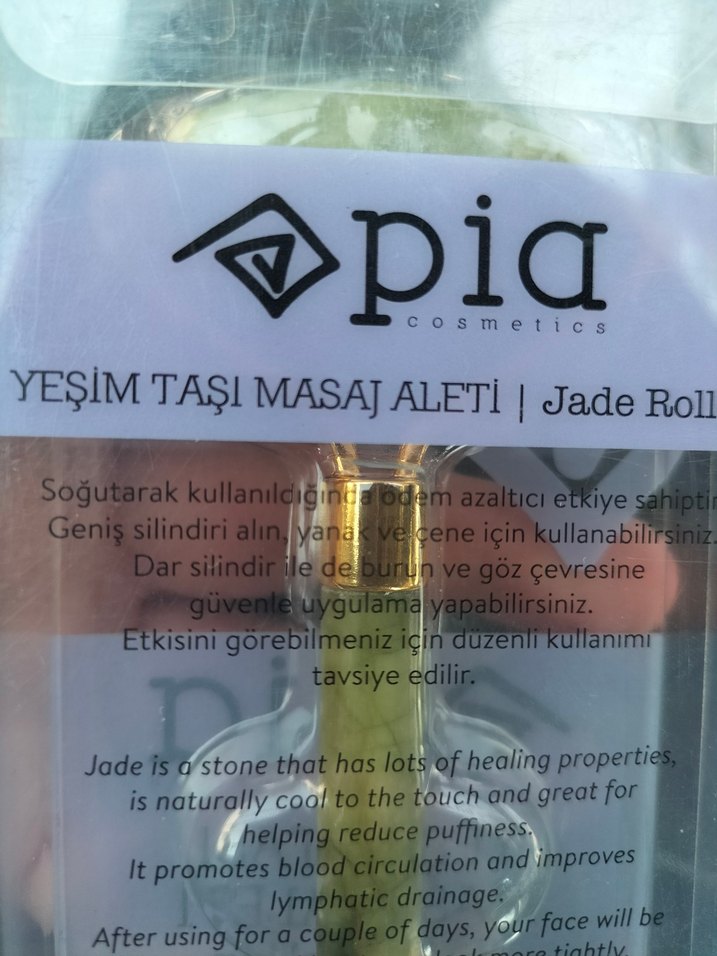 pia
cosmetics
YEŞİM TAŞI MASAJ ALETİ | Jade Roll
Soğutarak kullanıldığında ödem azaltıcı etkiye sahiptir
Geniş silindiri alın, yanak ve çene için kullanabilirsiniz.
Dar silindir ile de burun ve göz çevresine
güvenle uygulama yapabilirsiniz.
Etkisini görebilmeniz için düzenli kullanımı
tavsiye edilir.
Jade is a stone that has lots of healing properties,
is naturally cool to the touch and great for
helping reduce puffiness.
It promotes blood circulation and improves
lymphatic drainage.
After using for a couple of days, your face will be
look more tightly.